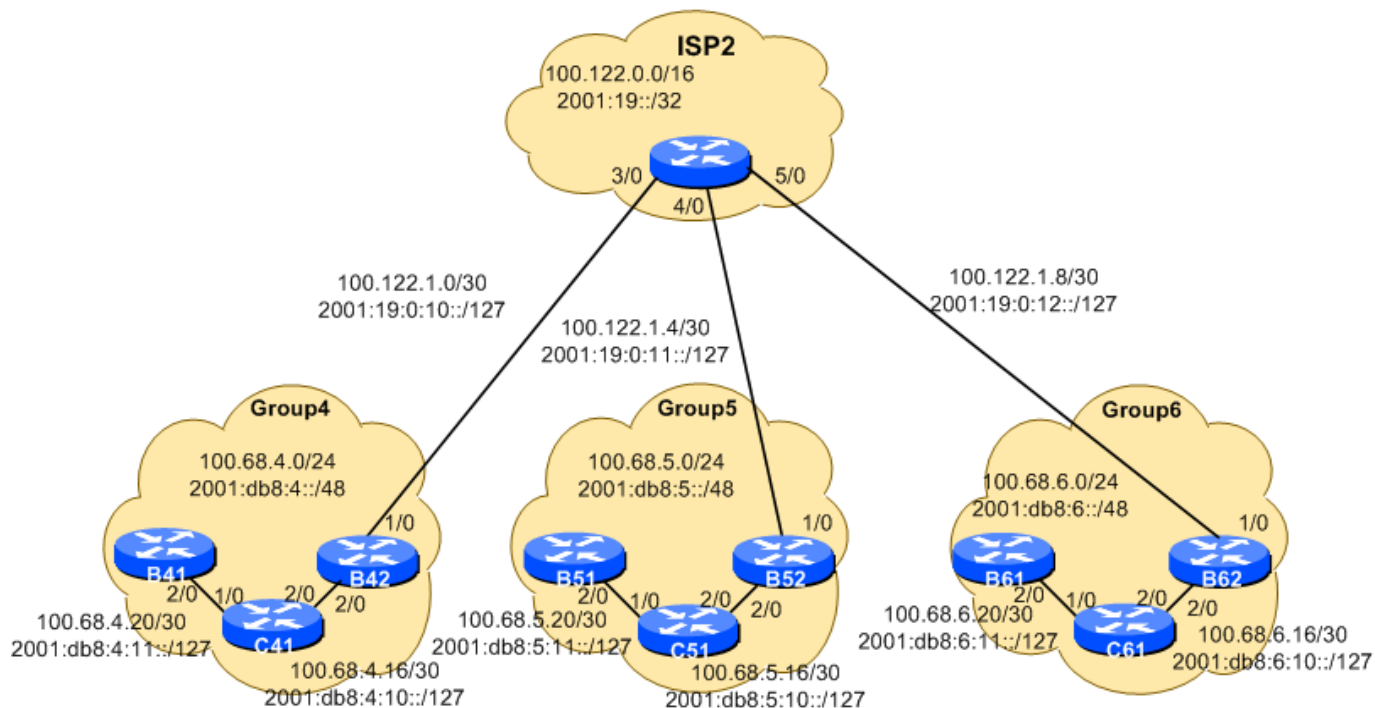 ISP2
100.122.0.0/16
2001:19::/32
3/0
4/0
5/0
100.122.1.0/30
2001:19:0:10::/127
100.122.1.4/30
2001:19:0:11::/127
100.122.1.8/30
2001:19:0:12::/127
Group4
100.68.4.0/24
2001:db8:4::/48
1/0
B41
B42
2/0
1/0
2/0
2/0
C41
100.68.4.20/30
2001:db8:4:11::/127
100.68.4.16/30
2001:db8:4:10::/127
Group5
100.68.5.0/24
2001:db8:5::/48
1/0
B51
B52
2/0
1/0
2/0
2/0
C51
100.68.5.20/30
2001:db8:5:11::/127
100.68.5.16/30
2001:db8:5:10::/127
Group6
100.68.6.0/24
2001:db8:6::/48
1/0
B61
B62
2/0
1/0
2/0
2/0
C61
100.68.6.20/30
2001:db8:6:11::/127
100.68.6.16/30
2001:db8:6:10::/127